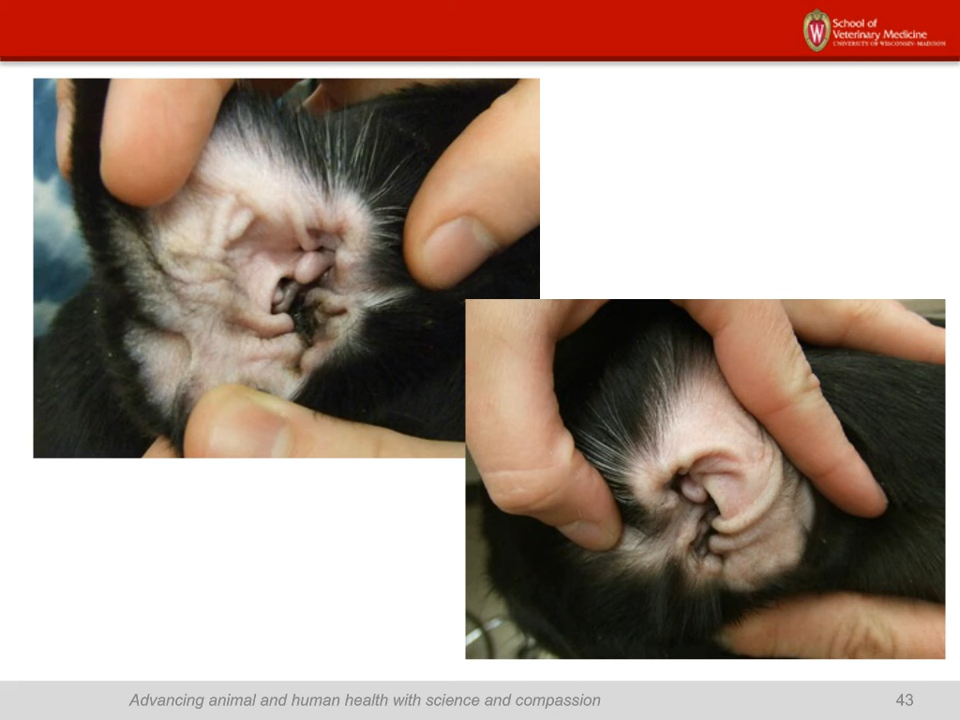 School of
Veterinary Medicine
UNIVERSITY OF WISCONSIN-MADISON
W
Advancing animal and human health with science and compassion
43